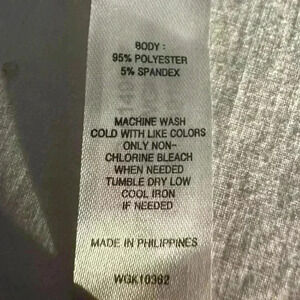 BODY:
95% POLYESTER
5% SPANDEX
MACHINE WASH
COLD WITH LIKE COLORS
ONLY NON-
CHLORINE BLEACH
WHEN NEEDED
TUMBLE DRY LOW
COOL IRON
IF NEEDED
MADE IN PHILIPPINES
WGK10362